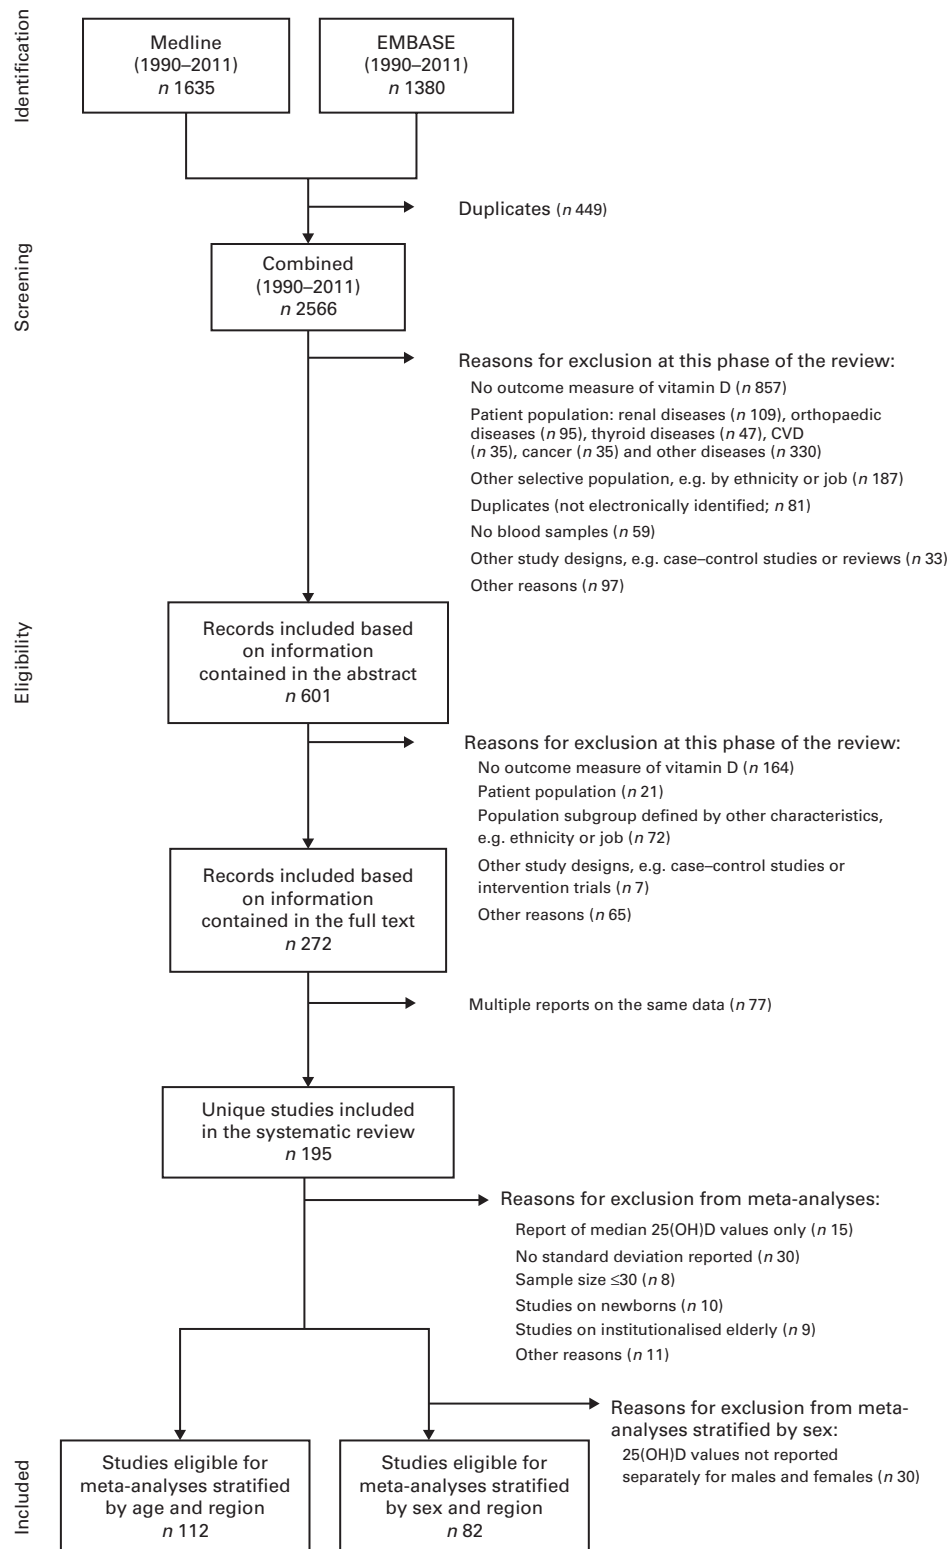 Identification
Medline
(1990–2011)
n 1635
EMBASE
(1990–2011)
n 1380
Duplicates (n 449)
Screening
Combined
(1990–2011)
n 2566
Reasons for exclusion at this phase of the review:
No outcome measure of vitamin D (n 857)
Patient population: renal diseases (n 109), orthopaedic
diseases (n 95), thyroid diseases (n 47), CVD
(n 35), cancer (n 35) and other diseases (n 330)
Other selective population, e.g. by ethnicity or job (n 187)
Duplicates (not electronically identified; n 81)
No blood samples (n 59)
Other study designs, e.g. case–control studies or reviews (n 33)
Other reasons (n 97)
Eligibility
Records included based
on information
contained in the abstract
n 601
Reasons for exclusion at this phase of the review:
No outcome measure of vitamin D (n 164)
Patient population (n 21)
Population subgroup defined by other characteristics,
e.g. ethnicity or job (n 72)
Other study designs, e.g. case–control studies or
intervention trials (n 7)
Other reasons (n 65)
Records included based
on information
contained in the full text
n 272
Multiple reports on the same data (n 77)
Unique studies included
in the systematic review
n 195
Reasons for exclusion from meta-analyses:
Report of median 25(OH)D values only (n 15)
No standard deviation reported (n 30)
Sample size ≤30 (n 8)
Studies on newborns (n 10)
Studies on institutionalised elderly (n 9)
Other reasons (n 11)
Reasons for exclusion from meta-
analyses stratified by sex:
25(OH)D values not reported
separately for males and females (n 30)
Included
Studies eligible for
meta-analyses stratified
by age and region
n 112
Studies eligible for
meta-analyses stratified
by sex and region
n 82